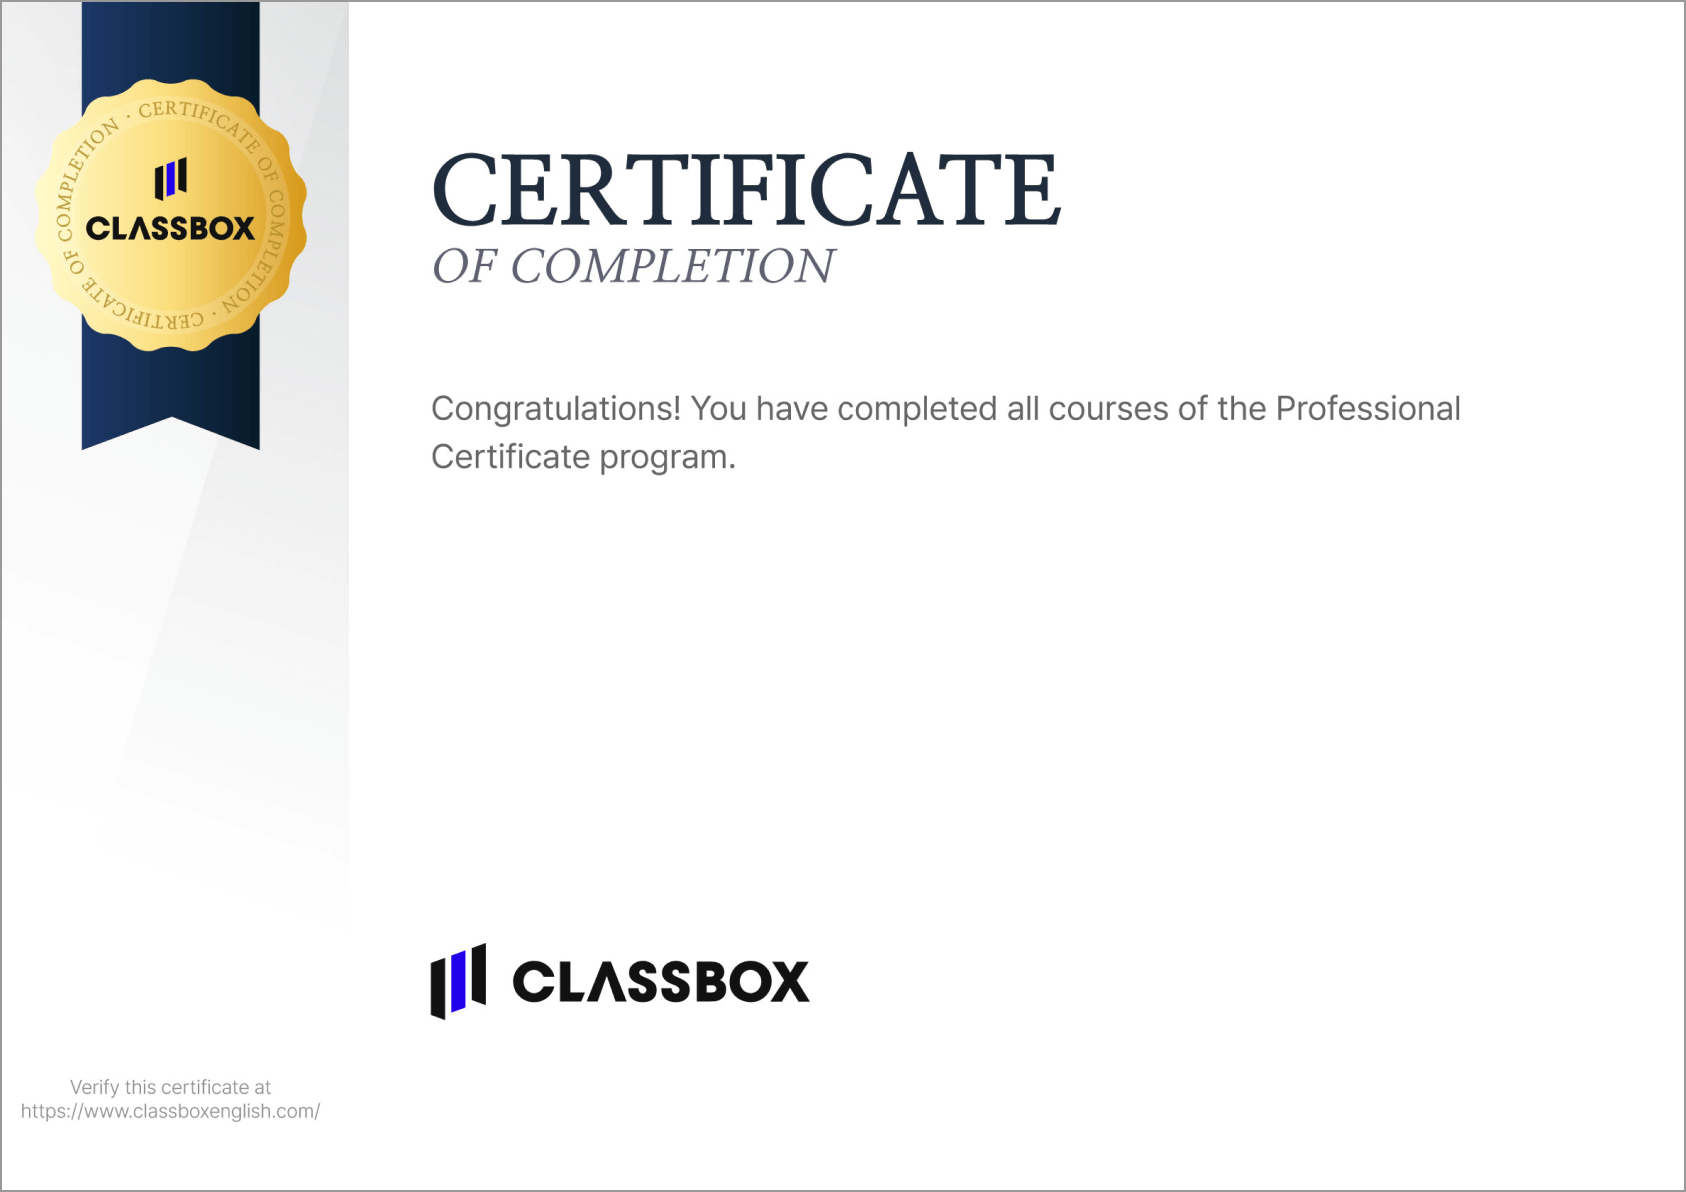 CERTIFICATE OF COMPLETION · CERTIFICATE OF COMPLETION ·
CLASSBOX
CERTIFICATE
OF COMPLETION
Congratulations! You have completed all courses of the Professional
Certificate program.
CLASSBOX
Verify this certificate at
https://www.classboxenglish.com/